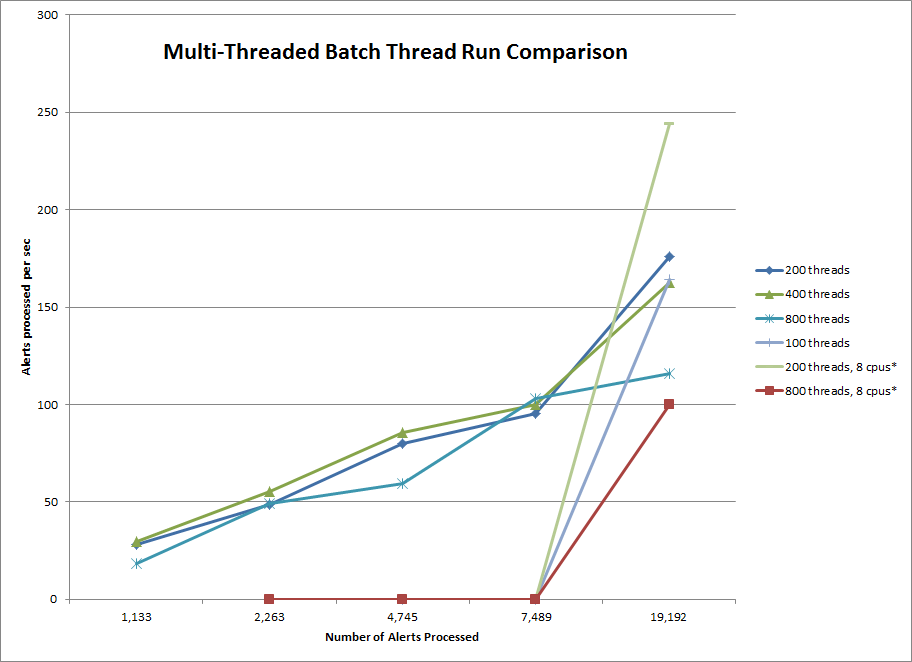 Multi-Threaded Batch Thread Run Comparison
300
250
200
150
100
50
0
Alerts processed per sec
1,133
2,263
4,745
7,489
19,192
Number of Alerts Processed
200 threads
400 threads
800 threads
100 threads
200 threads, 8 cpus*
800 threads, 8 cpus*